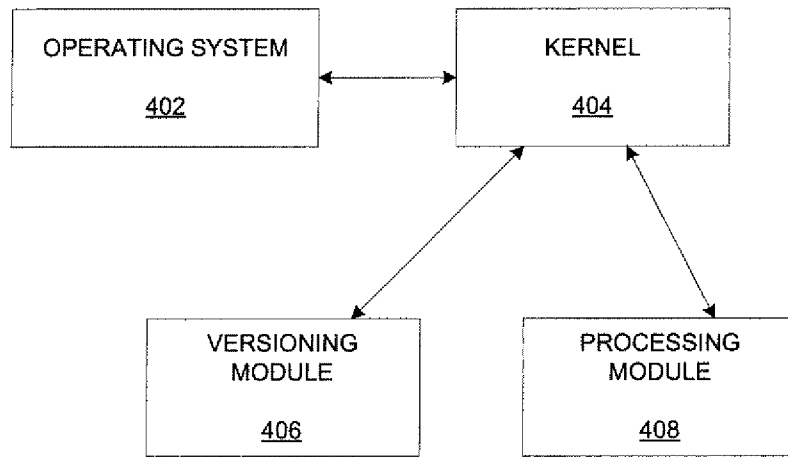 OPERATING SYSTEM
402
KERNEL
404
VERSIONING
MODULE
406
PROCESSING
MODULE
408